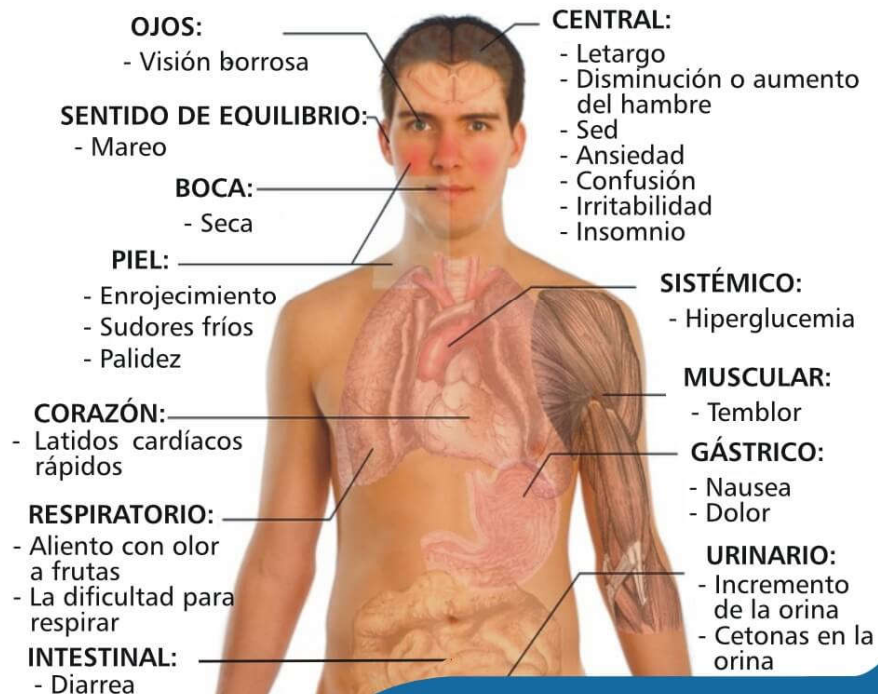 OJOS:
- Visión borrosa
SENTIDO DE EQUILIBRIO:
- Mareo
BOCA:
- Seca
PIEL:
- Enrojecimiento
- Sudores fríos
- Palidez
CORAZÓN:
- Latidos cardíacos
rápidos
RESPIRATORIO:
- Aliento con olor
a frutas
- La dificultad para
respirar
INTESTINAL:
- Diarrea
CENTRAL:
- Letargo
- Disminución o aumento
del hambre
- Sed
- Ansiedad
- Confusión
- Irritabilidad
- Insomnio
SISTÉMICO:
- Hiperglucemia
MUSCULAR:
- Temblor
GÁSTRICO:
- Nausea
- Dolor
URINARIO:
- Incremento
de la orina
- Cetonas en la
orina